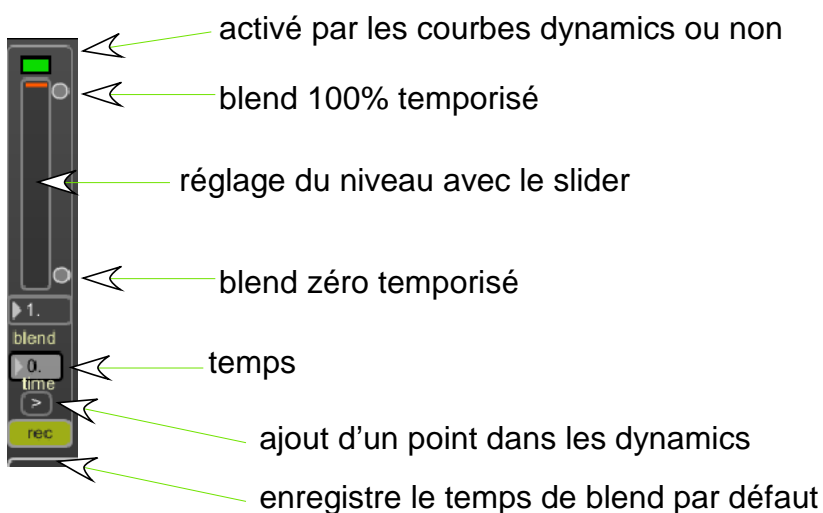 activé par les courbes dynamics ou non
blend 100% temporisé
réglage du niveau avec le slider
blend zéro temporisé
1.
blend
0.
temps
time
>
rec
ajout d'un point dans les dynamics
enregistre le temps de blend par défaut